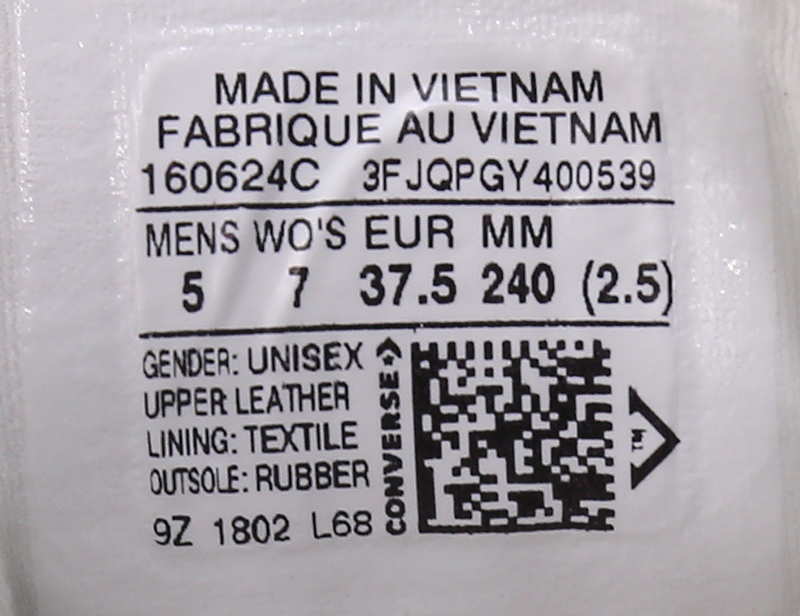 MADE IN VIETNAM
FABRIQUE AU VIETNAM
160624C 3FJQPGY400539
MENS WO'S EUR MM
5 7 37.5 240 (2.5)
GENDER: UNISEX
UPPER LEATHER
LINING: TEXTILE
OUTSOLE: RUBBER
9Z 1802 L68
CONVERSE
TM